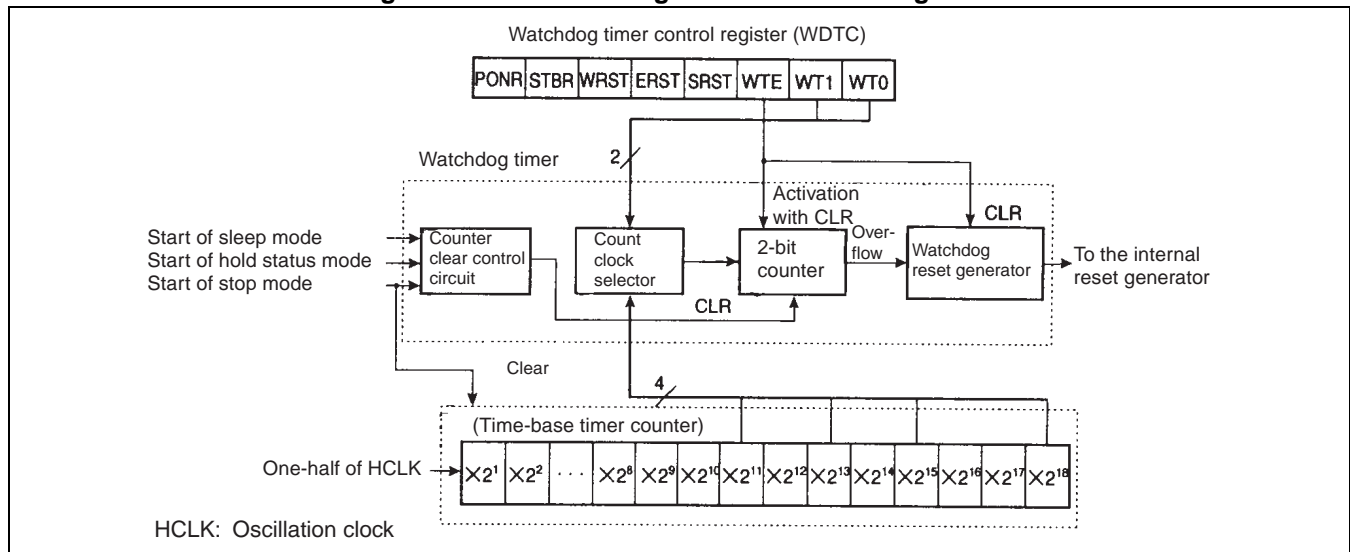 Watchdog timer control register (WDTC)
PONR STBR WRST ERST SRST WTE WT1 WT0
2
Watchdog timer
Activation
with CLR
CLR
Start of sleep mode
Start of hold status mode
Start of stop mode
Counter
clear control
circuit
Count
clock
selector
2-bit
counter
Over-
flow
Watchdog
reset generator
To the internal
reset generator
CLR
Clear
4
(Time-base timer counter)
One-half of HCLK
×2¹ ×2² ... ×2⁸ ×2⁹ ×2¹⁰ ×2¹¹ ×2¹² ×2¹³ ×2¹⁴ ×2¹⁵ ×2¹⁶ ×2¹⁷ ×2¹⁸
HCLK: Oscillation clock